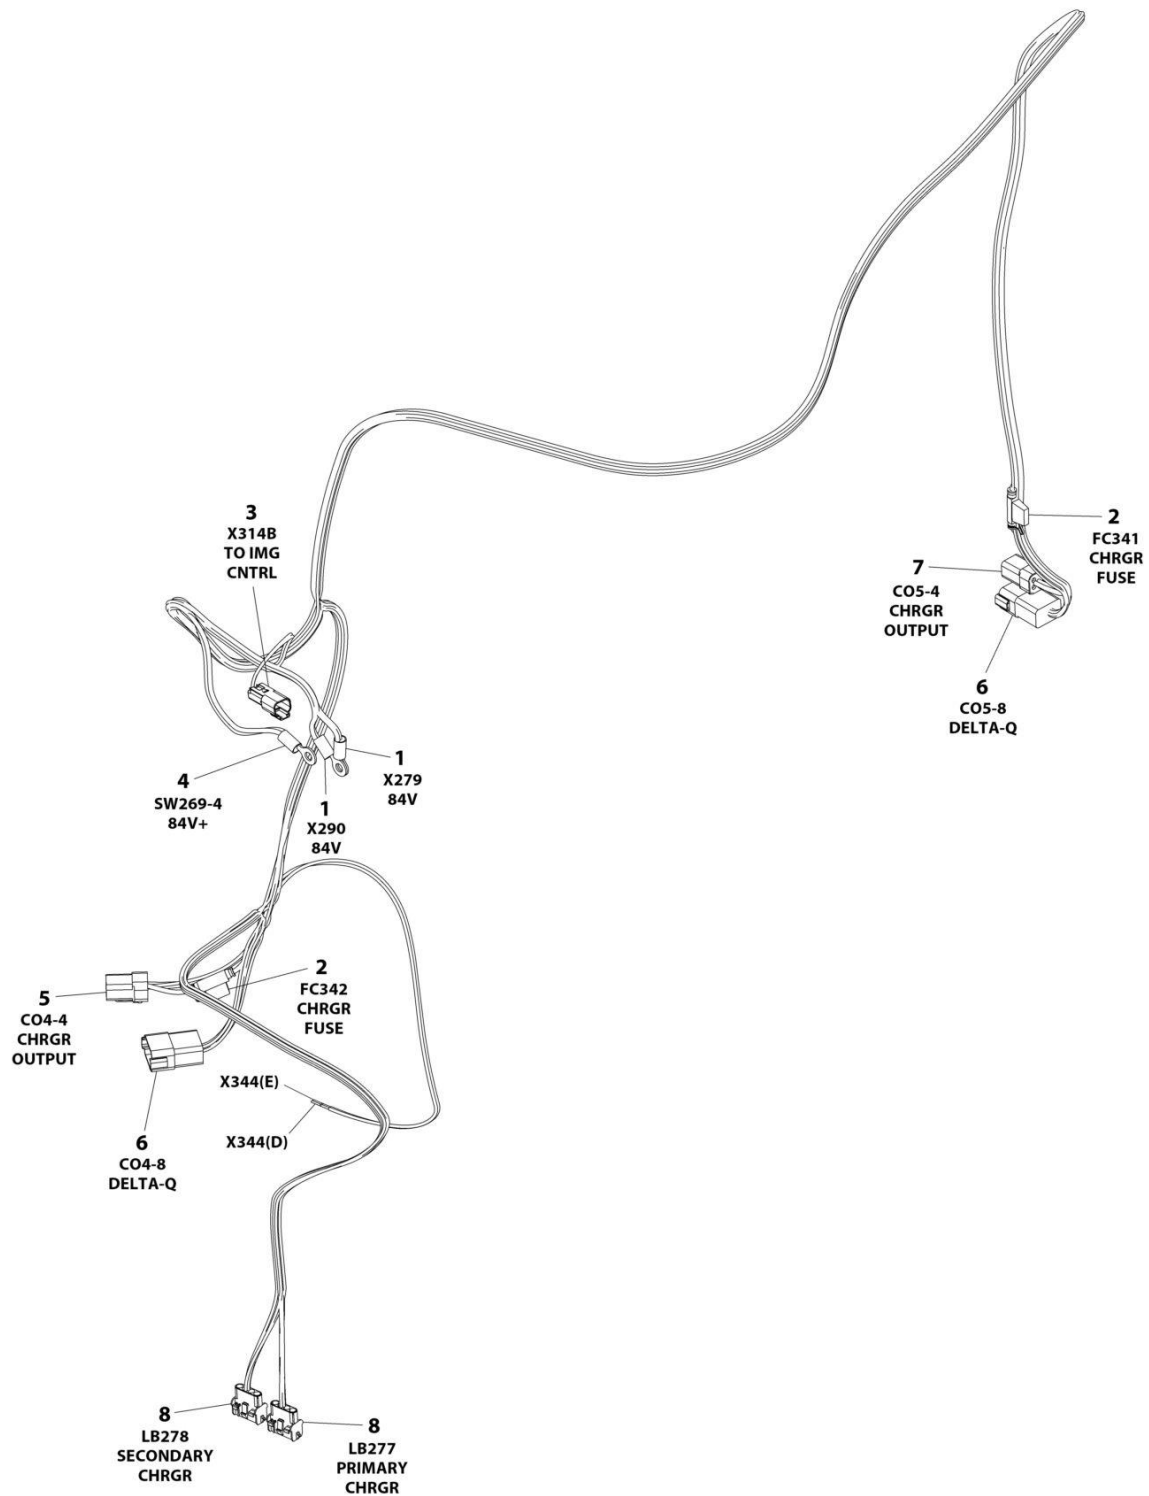 3
X314B
TO IMG
CNTRL
2
FC341
CHRGR
FUSE
7
CO5-4
CHRGR
OUTPUT
6
CO5-8
DELTA-Q
4
SW269-4
84V+
1
X279
84V
1
X290
84V
5
CO4-4
CHRGR
OUTPUT
2
FC342
CHRGR
FUSE
X344(E)
X344(D)
6
CO4-8
DELTA-Q
8
LB278
SECONDARY
CHRGR
8
LB277
PRIMARY
CHRGR